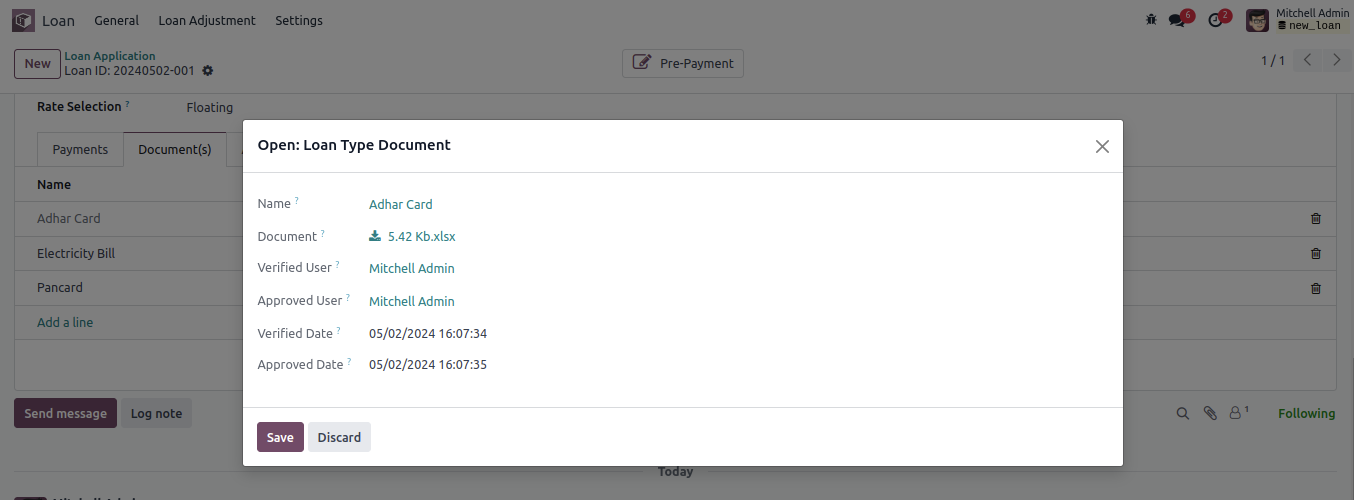 Loan General Loan Adjustment Settings 6 2 Mitchell Admin
new_loan
New Loan Application
Loan ID: 20240502-001
Pre-Payment
1 / 1
Rate Selection ? Floating
Payments Document(s)
Name
Adhar Card
Electricity Bill
Pancard
Add a line
Open: Loan Type Document
Name ? Adhar Card
Document ? 5.42 Kb.xlsx
Verified User ? Mitchell Admin
Approved User ? Mitchell Admin
Verified Date ? 05/02/2024 16:07:34
Approved Date ? 05/02/2024 16:07:35
Save Discard
Send message Log note 1 Following
Today